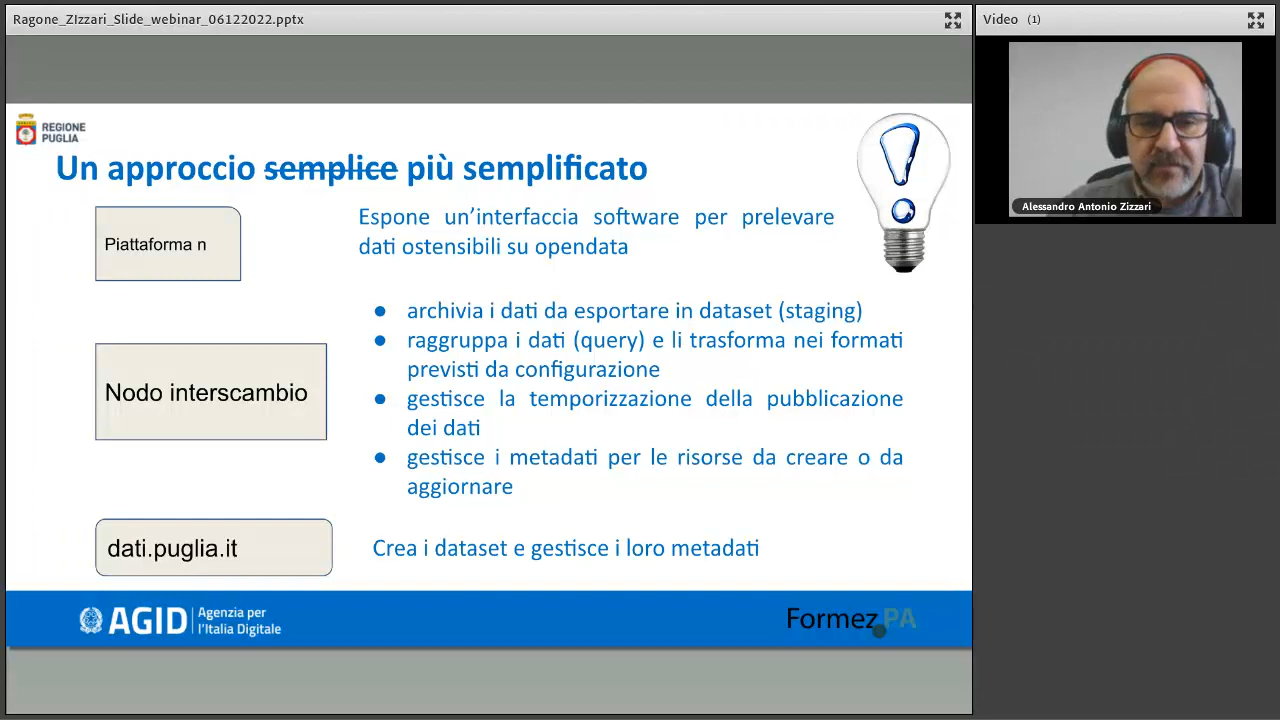 Ragone_ZIzzari_Slide_webinar_06122022.pptx
Video (1)
Alessandro Antonio Zizzari
REGIONE
PUGLIA
Un approccio semplice più semplificato
Piattaforma n
Espone un’interfaccia software per prelevare
dati ostensibili su opendata
Nodo interscambio
● archivia i dati da esportare in dataset (staging)
● raggruppa i dati (query) e li trasforma nei formati
previsti da configurazione
● gestisce la temporizzazione della pubblicazione
dei dati
● gestisce i metadati per le risorse da creare o da
aggiornare
dati.puglia.it
Crea i dataset e gestisce i loro metadati
AGID
Agenzia per
l’Italia Digitale
Formez PA